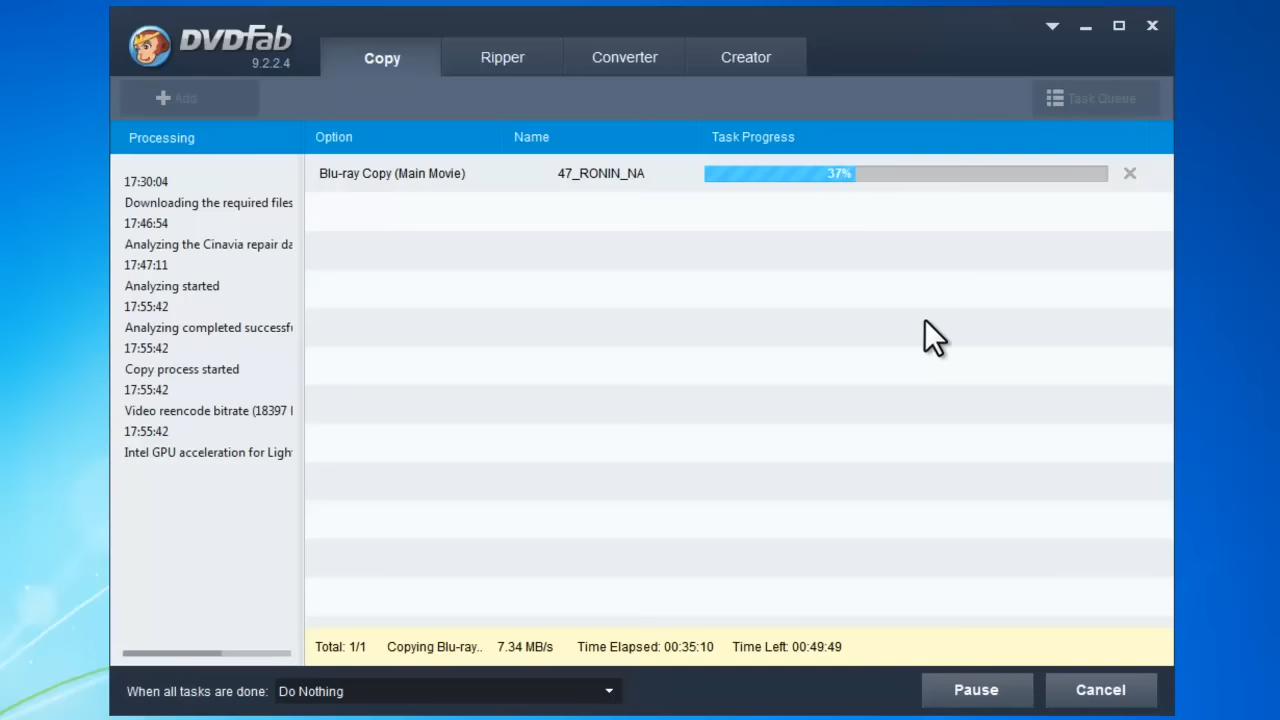 DVDFab
9.2.2.4
Copy
Ripper
Converter
Creator
Add
Task Queue
Processing
Option
Name
Task Progress
17:30:04
Downloading the required files
17:46:54
Analyzing the Cinavia repair da
17:47:11
Analyzing started
17:55:42
Analyzing completed successfu
17:55:42
Copy process started
17:55:42
Video reencode bitrate (18397
17:55:42
Intel GPU acceleration for Ligh
Blu-ray Copy (Main Movie)
47_RONIN_NA
37%
Total: 1/1
Copying Blu-ray..
7.34 MB/s
Time Elapsed: 00:35:10
Time Left: 00:49:49
When all tasks are done:
Do Nothing
Pause
Cancel